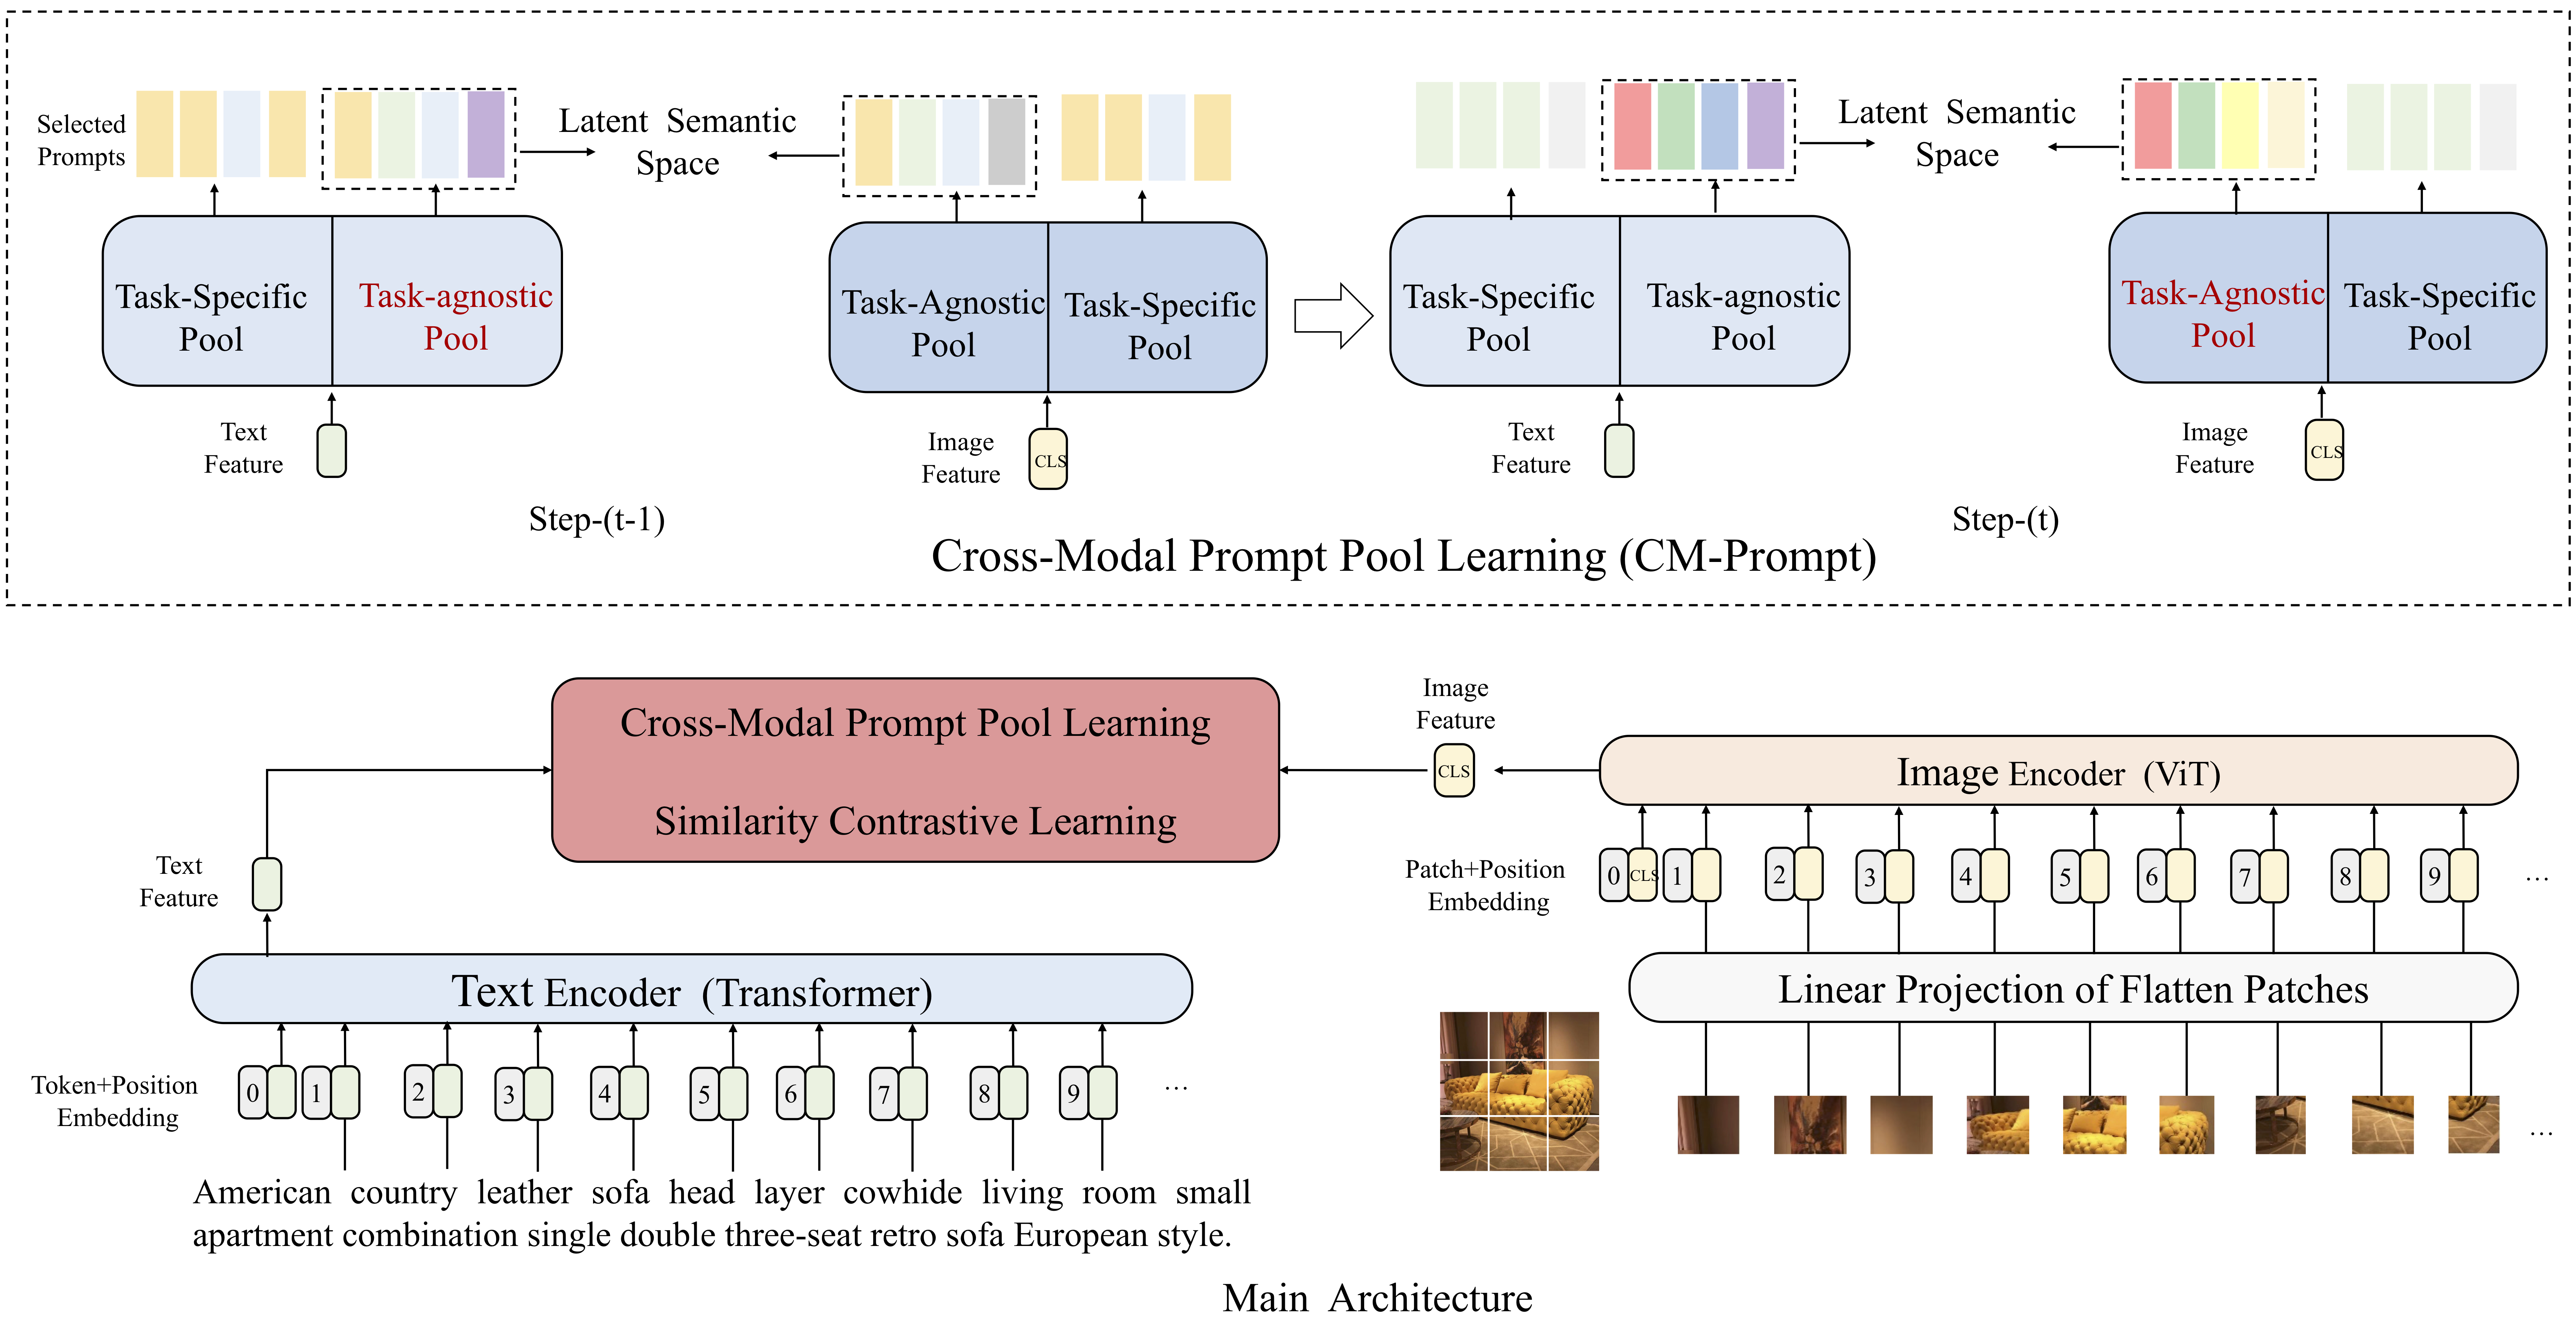 Selected
Prompts
Latent Semantic
Space
Latent Semantic
Space
Task-Specific
Pool
Task-agnostic
Pool
Task-Agnostic
Pool
Task-Specific
Pool
Task-Specific
Pool
Task-agnostic
Pool
Task-Agnostic
Pool
Task-Specific
Pool
Text
Feature
Image
Feature
CLS
Text
Feature
Image
Feature
CLS
Step-(t-1)
Step-(t)
Cross-Modal Prompt Pool Learning (CM-Prompt)
Cross-Modal Prompt Pool Learning
Similarity Contrastive Learning
Image
Feature
CLS
Image Encoder (ViT)
Text
Feature
Patch+Position
Embedding
0 CLS 1 2 3 4 5 6 7 8 9 ...
Text Encoder (Transformer)
Linear Projection of Flatten Patches
Token+Position
Embedding
0 1 2 3 4 5 6 7 8 9 ...
...
American country leather sofa head layer cowhide living room small
apartment combination single double three-seat retro sofa European style.
Main Architecture